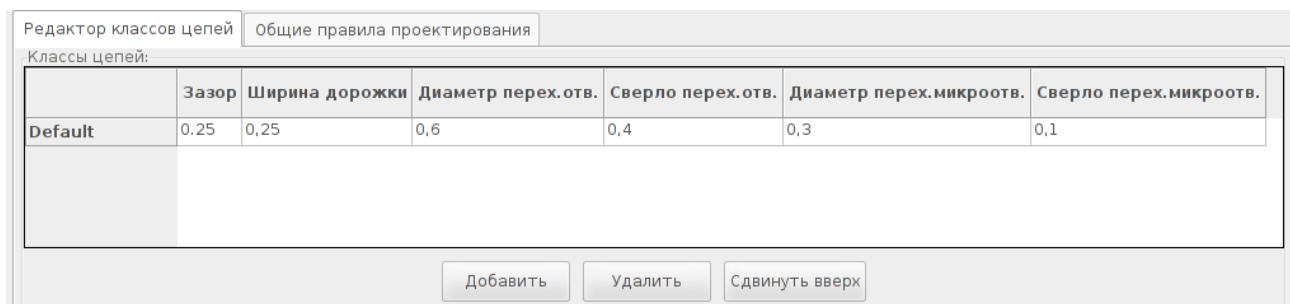 Редактор классов цепей Общие правила проектирования
Классы цепей:
Зазор Ширина дорожки Диаметр перех.отв. Сверло перех.отв. Диаметр перех.микроотв. Сверло перех.микроотв.
Default 0.25 0,25 0,6 0,4 0,3 0,1
Добавить Удалить Сдвинуть вверх